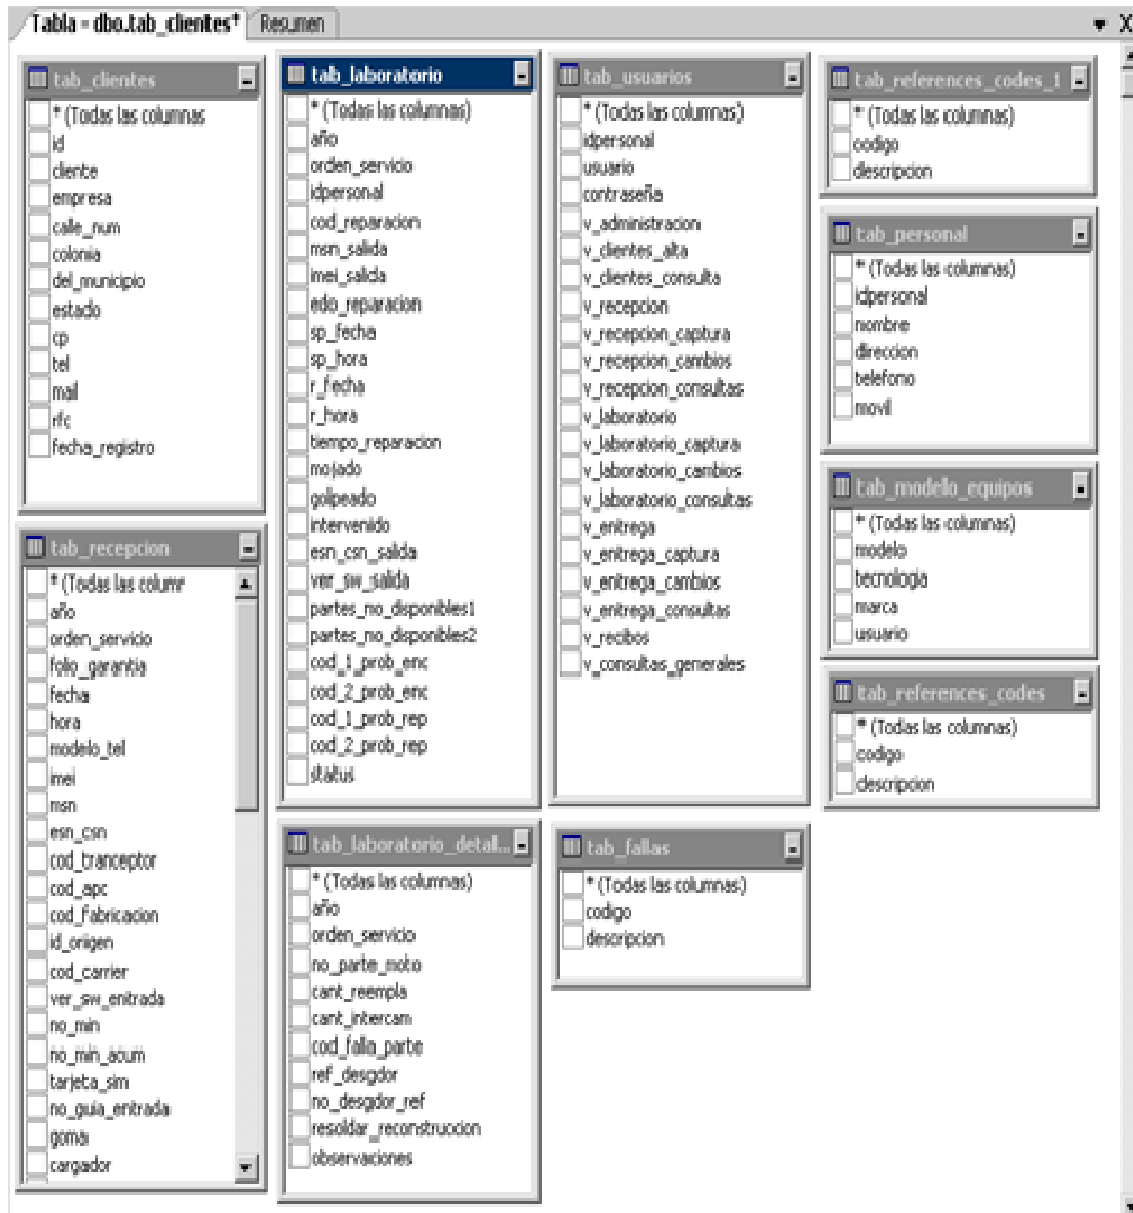 Tabla - dbo.tab_clientes* Resumen
tab_clientes
* (Todas las columnas
id
cliente
empresa
calle_num
colonia
del_municipio
estado
cp
tel
mail
rfc
fecha_registro
tab_recepcion
* (Todas las column
año
orden_servicio
folio_garantia
fecha
hora
modelo_tel
imei
msn
esn_csn
cod_tranceptor
cod_apc
cod_fabricacion
id_origen
cod_carrier
ver_sw_entrada
no_min
no_min_acum
tarjeta_sim
no_guia_entrada
goma
cargador
tab_laboratorio
* (Todas las columnas)
año
orden_servicio
idpersonal
cod_reparacion
msn_salida
imei_salida
edo_reparacion
sp_fecha
sp_hora
r_fecha
r_hora
tiempo_reparacion
mojado
golpeado
intervenido
esn_csn_salida
ver_sw_salida
partes_no_disponibles1
partes_no_disponibles2
cod_1_prob_enc
cod_2_prob_enc
cod_1_prob_rep
cod_2_prob_rep
status
tab_laboratorio_detal...
* (Todas las columnas)
año
orden_servicio
no_parte_moto
cant_reempla
cant_intercam
cod_falla_parte
ref_desgdor
no_desgdor_ref
resoldar_reconstruccion
observaciones
tab_usuarios
* (Todas las columnas)
idpersonal
usuario
contraseña
v_administracion
v_clientes_alta
v_clientes_consulta
v_recepcion
v_recepcion_captura
v_recepcion_cambios
v_recepcion_consultas
v_laboratorio
v_laboratorio_captura
v_laboratorio_cambios
v_laboratorio_consultas
v_entrega
v_entrega_captura
v_entrega_cambios
v_entrega_consultas
v_recibos
v_consultas_generales
tab_fallas
* (Todas las columnas)
codigo
descripcion
tab_references_codes_1
* (Todas las columnas)
codigo
descripcion
tab_personal
* (Todas las columnas)
idpersonal
nombre
direccion
telefono
movil
tab_modelo_equipos
* (Todas las columnas)
modelo
tecnologia
marca
usuario
tab_references_codes
* (Todas las columnas)
codigo
descripcion